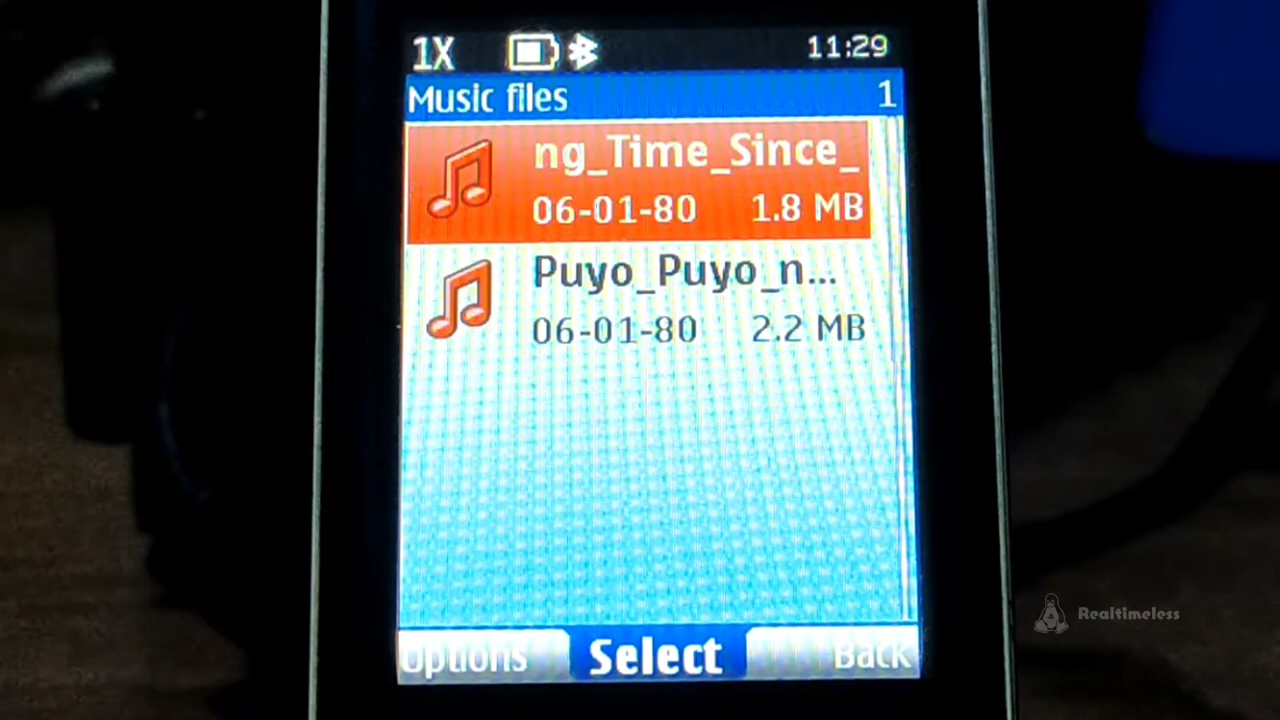 1X 11:29
Music files 1
ng_Time_Since_
06-01-80 1.8 MB
Puyo_Puyo_n...
06-01-80 2.2 MB
Options Select Back
Realtimeless